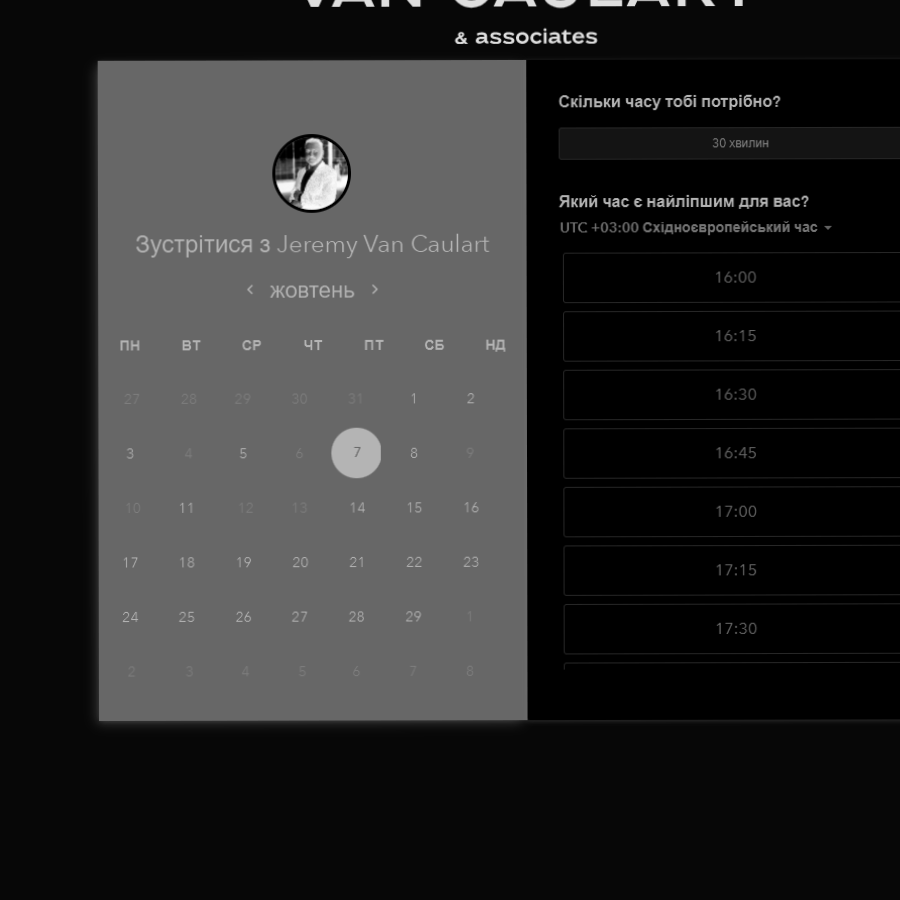 VAN CAULART
& associates
Зустрітися з Jeremy Van Caulart
жовтень
ПН ВТ СР ЧТ ПТ СБ НД
27 28 29 30 31 1 2
3 4 5 6 7 8 9
10 11 12 13 14 15 16
17 18 19 20 21 22 23
24 25 26 27 28 29 1
2 3 4 5 6 7 8
Скільки часу тобі потрібно?
30 хвилин
Який час є найліпшим для вас?
UTC +03:00 Східноєвропейський час
16:00
16:15
16:30
16:45
17:00
17:15
17:30